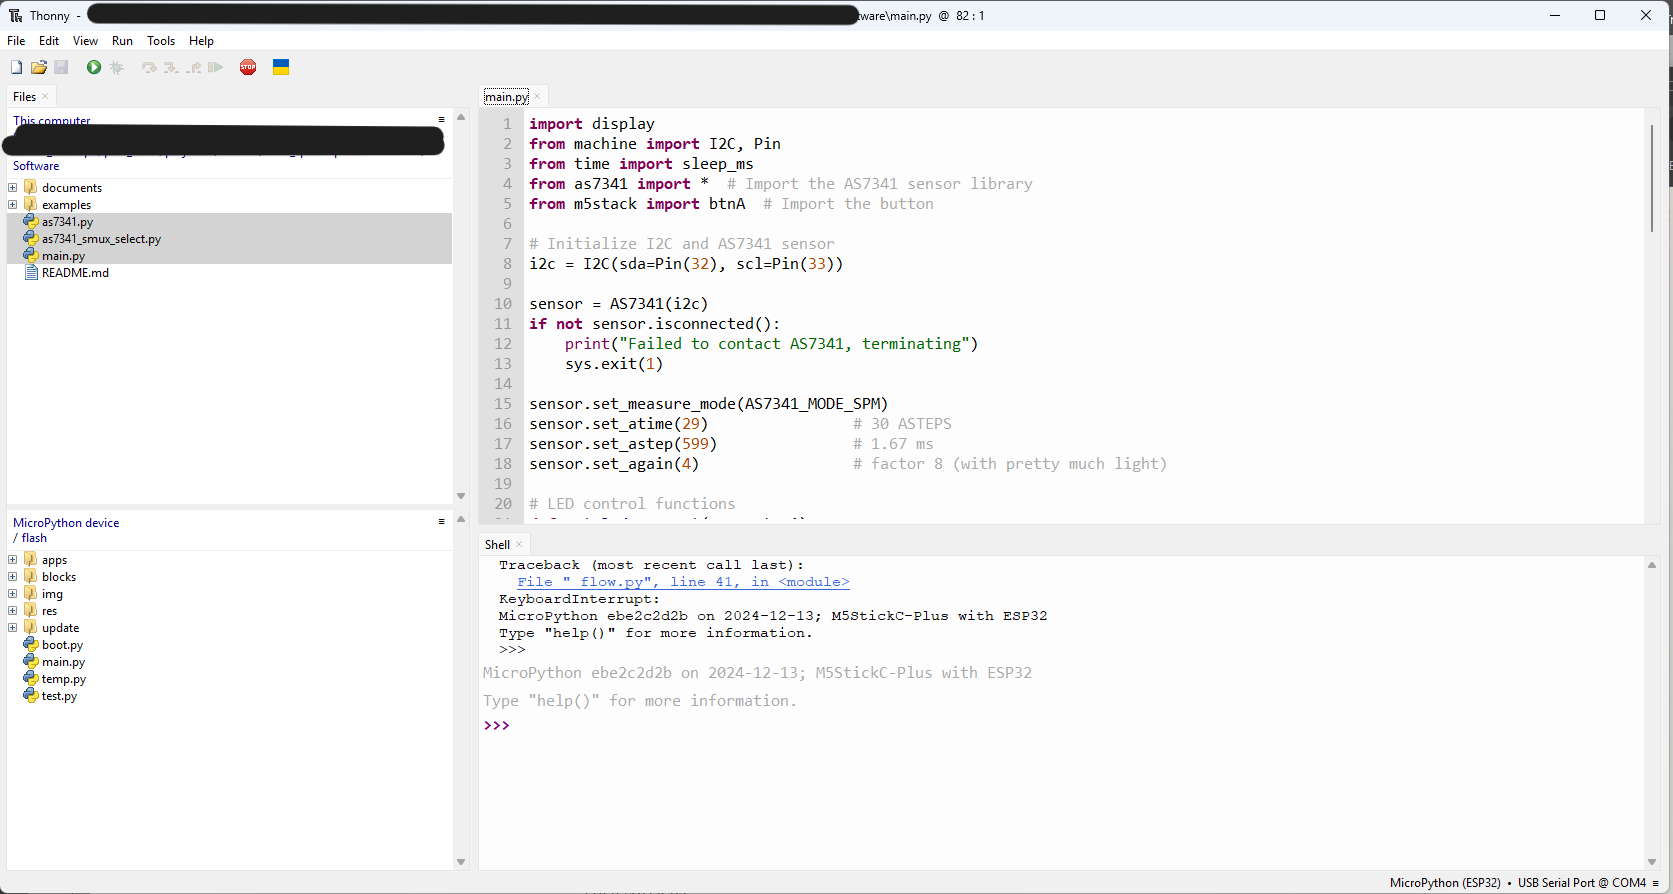 Thonny -
tware\main.py @ 82 : 1
File Edit View Run Tools Help
STOP
Files ×
This computer
Software
documents
examples
as7341.py
as7341_smux_select.py
main.py
README.md
MicroPython device
/ flash
apps
blocks
img
res
update
boot.py
main.py
temp.py
test.py
main.py ×
1 import display
2 from machine import I2C, Pin
3 from time import sleep_ms
4 from as7341 import *  # Import the AS7341 sensor library
5 from m5stack import btnA  # Import the button
6
7 # Initialize I2C and AS7341 sensor
8 i2c = I2C(sda=Pin(32), scl=Pin(33))
9
10 sensor = AS7341(i2c)
11 if not sensor.isconnected():
12     print("Failed to contact AS7341, terminating")
13     sys.exit(1)
14
15 sensor.set_measure_mode(AS7341_MODE_SPM)
16 sensor.set_atime(29)                # 30 ASTEPS
17 sensor.set_astep(599)               # 1.67 ms
18 sensor.set_again(4)                 # factor 8 (with pretty much light)
19
20 # LED control functions
Shell ×
Traceback (most recent call last):
File "_flow.py", line 41, in <module>
KeyboardInterrupt:
MicroPython ebe2c2d2b on 2024-12-13; M5StickC-Plus with ESP32
Type "help()" for more information.
>>>
MicroPython ebe2c2d2b on 2024-12-13; M5StickC-Plus with ESP32
Type "help()" for more information.
>>>
MicroPython (ESP32) • USB Serial Port @ COM4 ≡